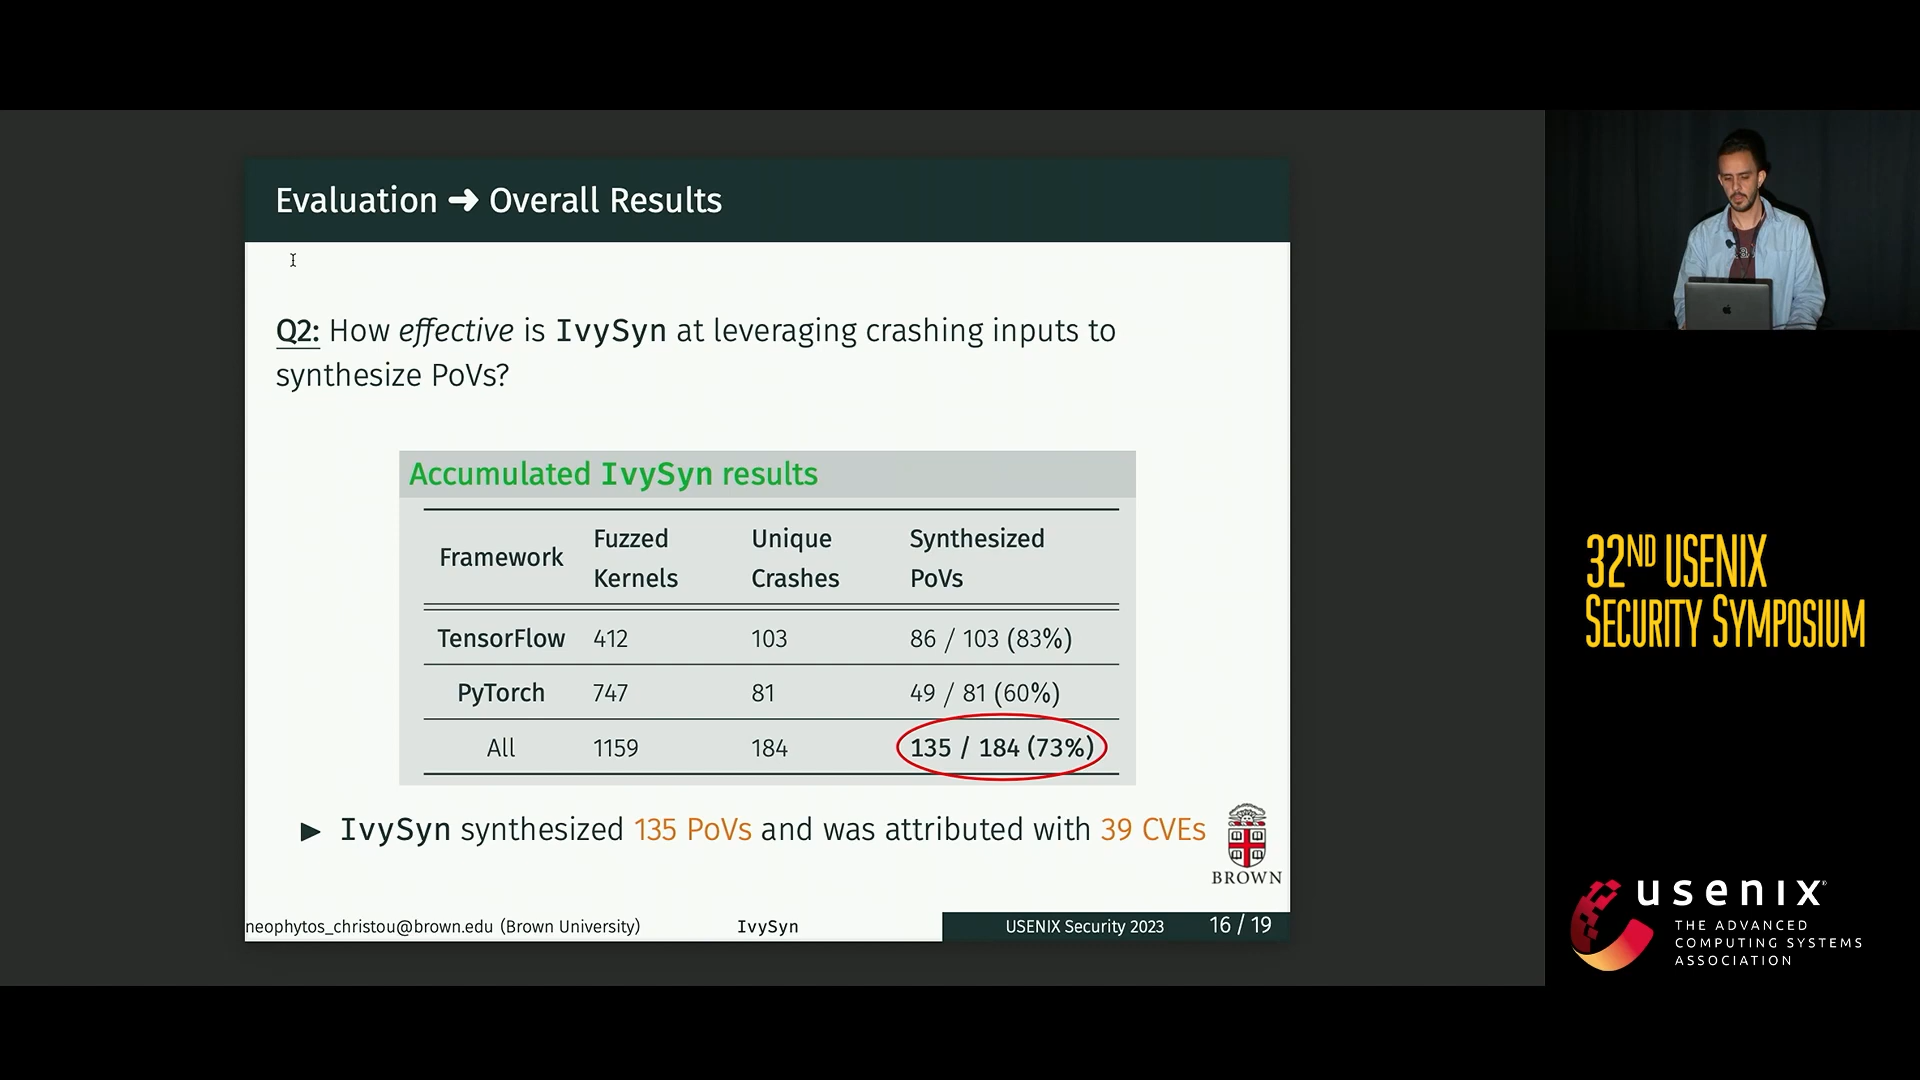 Evaluation ➜ Overall Results
Q2: How effective is IvySyn at leveraging crashing inputs to
synthesize PoVs?
Accumulated IvySyn results
Framework Fuzzed Kernels Unique Crashes Synthesized PoVs
TensorFlow 412 103 86 / 103 (83%)
PyTorch 747 81 49 / 81 (60%)
All 1159 184 135 / 184 (73%)
▶ IvySyn synthesized 135 PoVs and was attributed with 39 CVEs
BROWN
neophytos_christou@brown.edu (Brown University) IvySyn USENIX Security 2023 16 / 19
32ND USENIX
SECURITY SYMPOSIUM
usenix
THE ADVANCED
COMPUTING SYSTEMS
ASSOCIATION